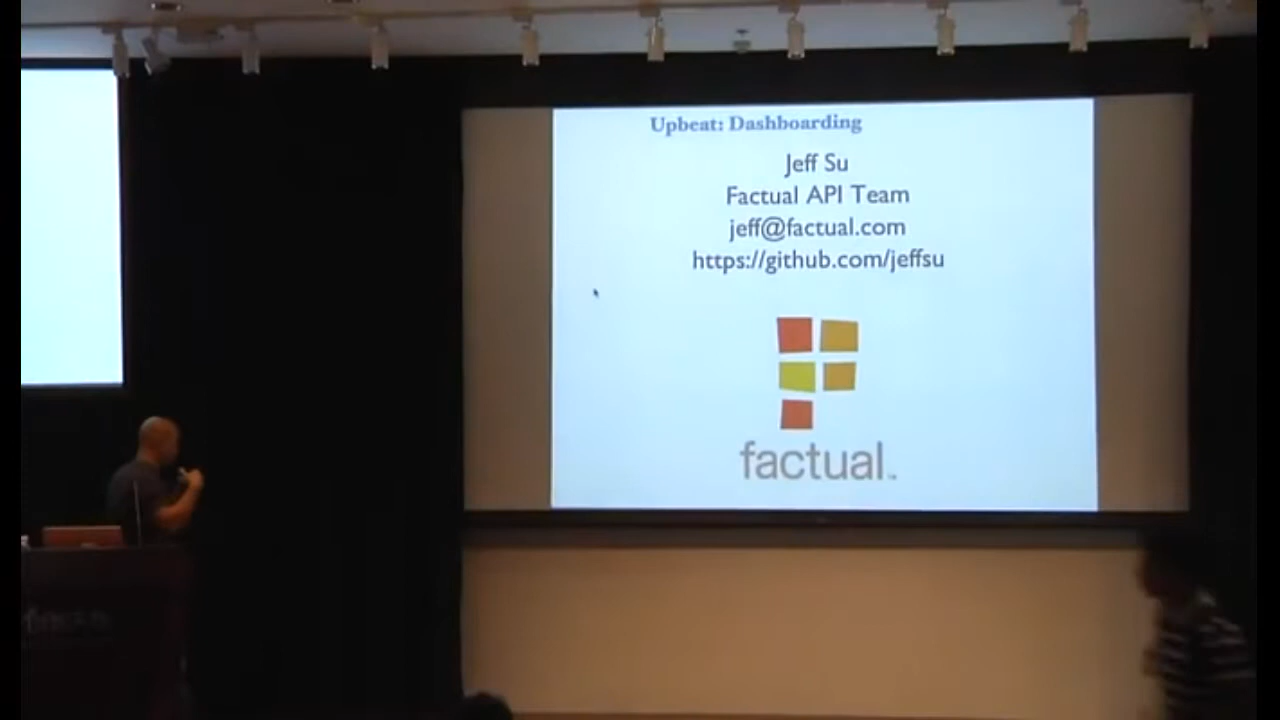 Upbeat: Dashboarding
Jeff Su
Factual API Team
jeff@factual.com
https://github.com/jeffsu
factual.